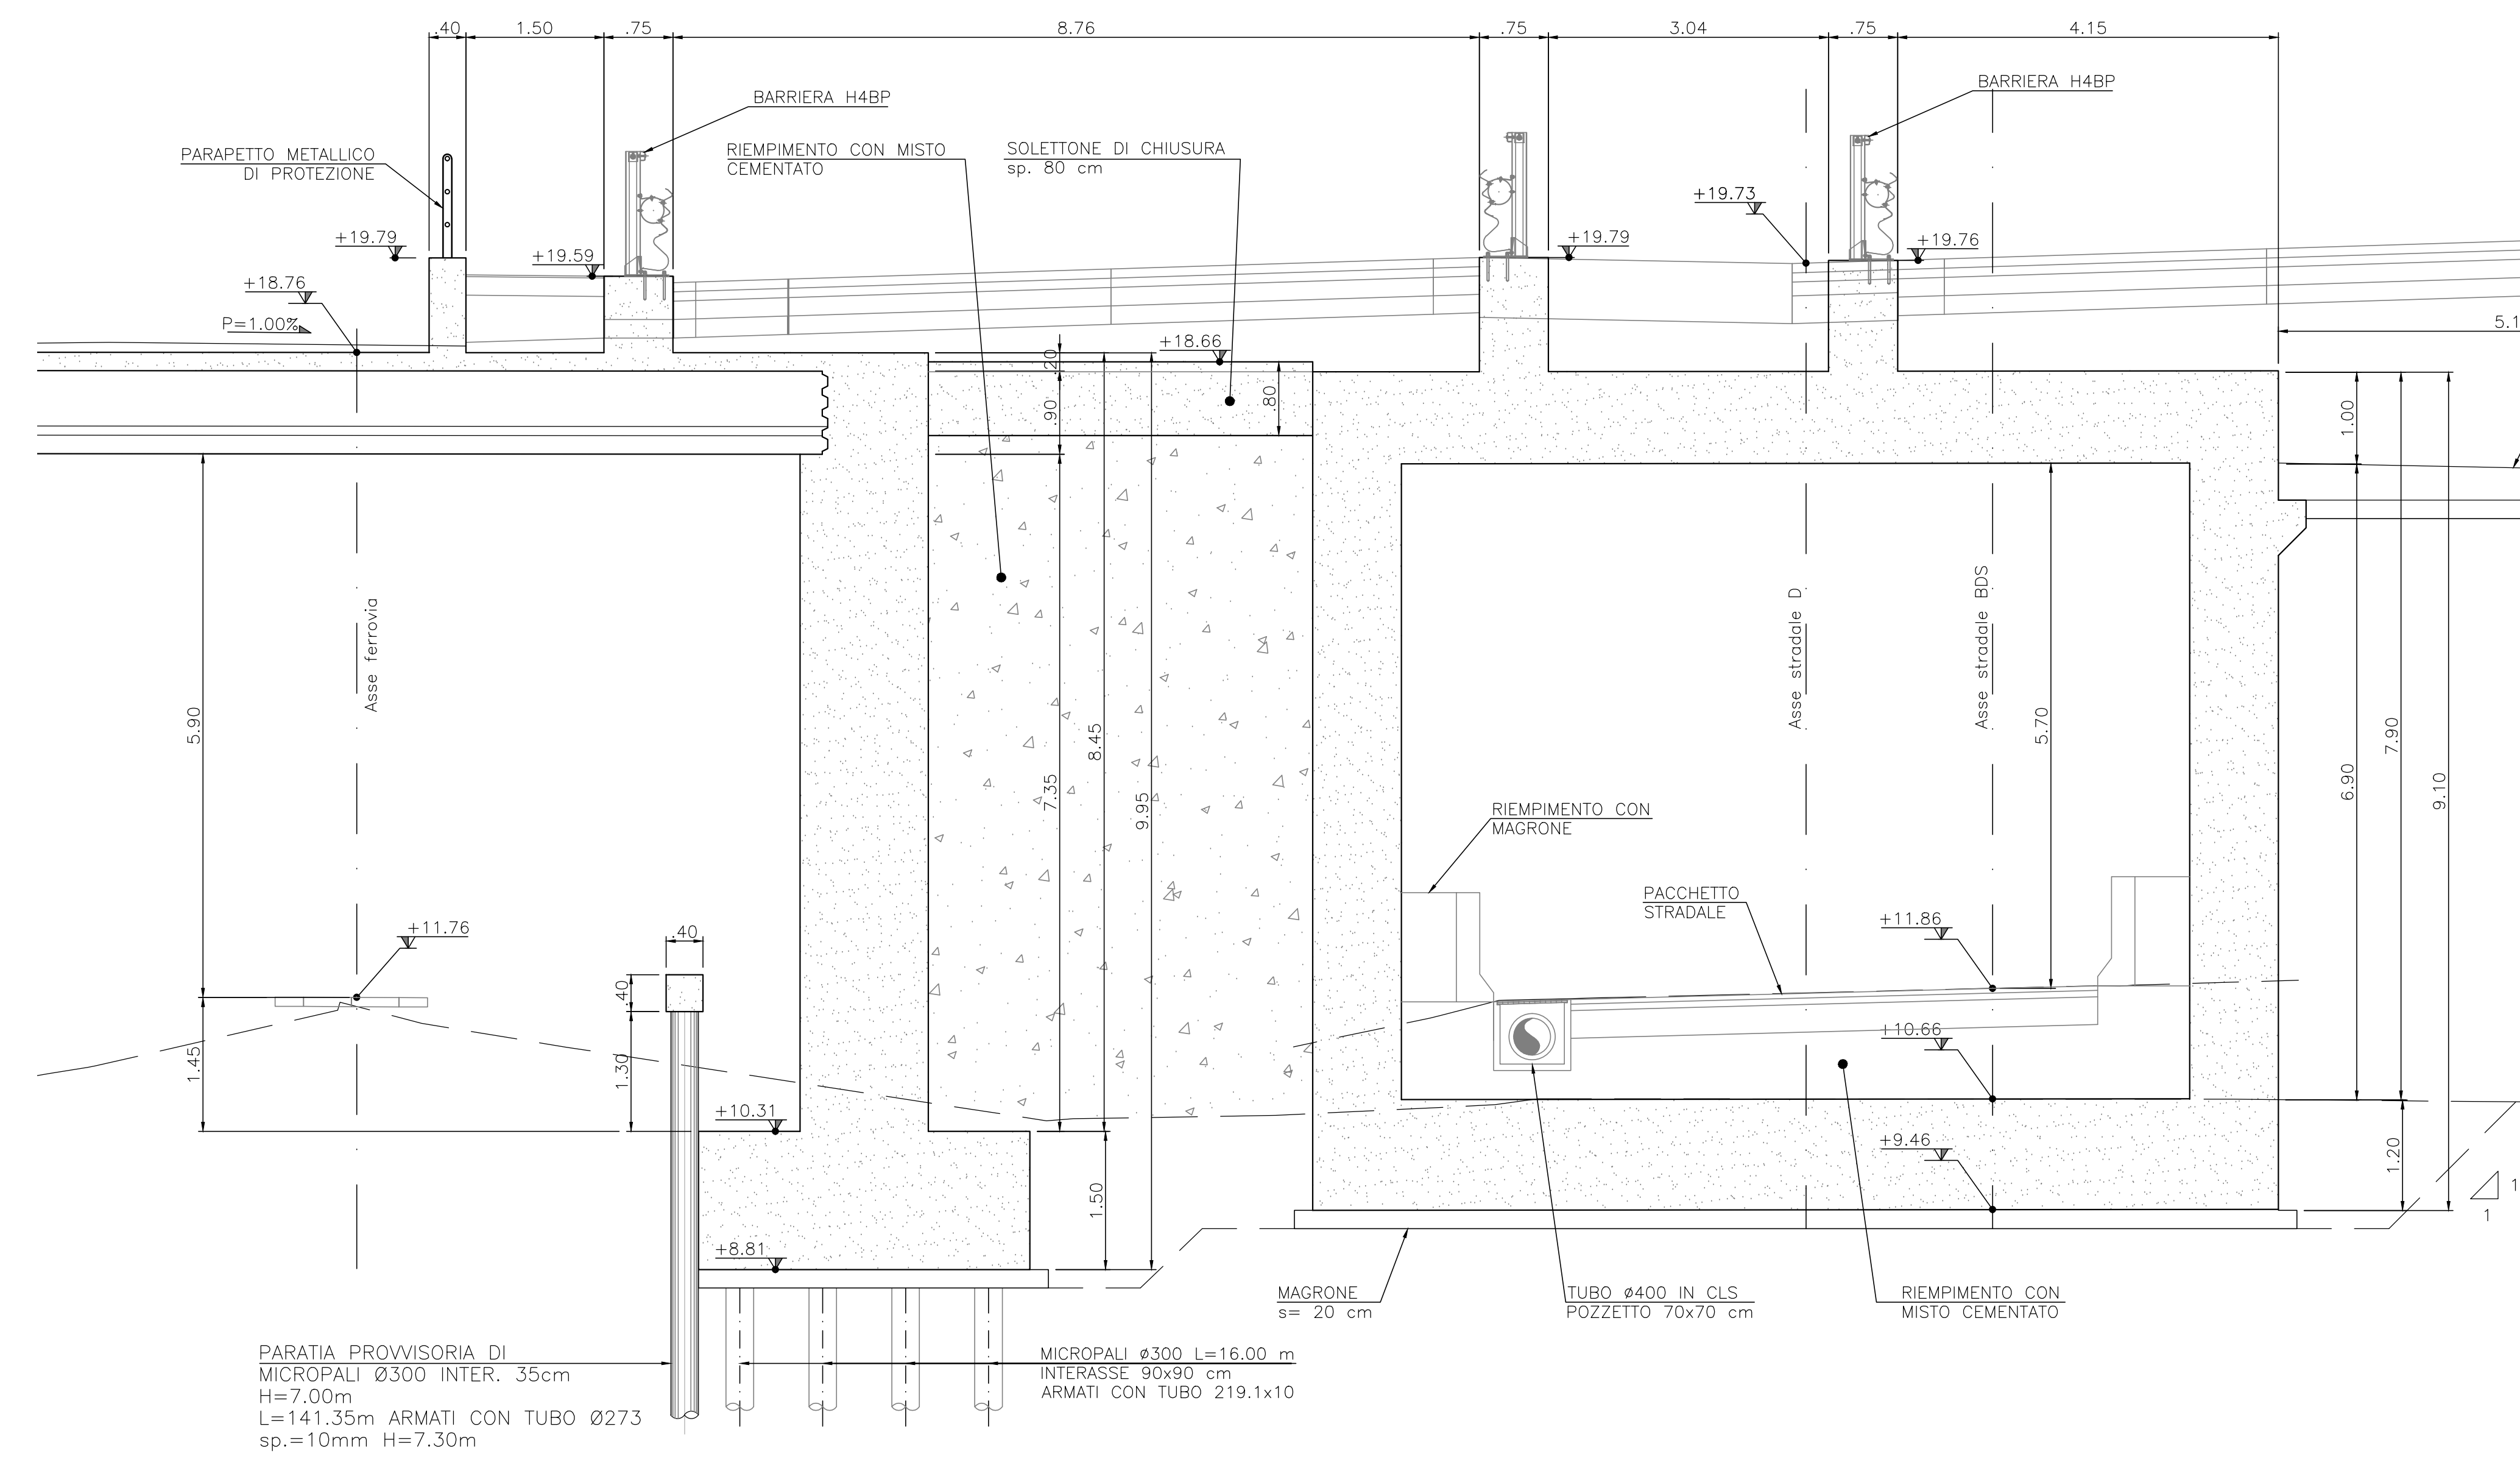 .40
1.50
.75
8.76
.75
3.04
.75
4.15
BARRIERA H4BP
BARRIERA H4BP
PARAPETTO METALLICO
DI PROTEZIONE
RIEMPIMENTO CON MISTO
CEMENTATO
SOLETTONE DI CHIUSURA
sp. 80 cm
+19.79
+19.59
+19.79
+19.73
+19.76
+18.76
P=1.00%
+18.66
.20
.90
.80
1.00
5.90
Asse ferrovia
7.35
8.45
9.95
Asse stradale D
Asse stradale BDS
5.70
6.90
7.90
9.10
RIEMPIMENTO CON
MAGRONE
PACCHETTO
STRADALE
+11.76
+11.86
.40
.40
1.30
1.45
+10.66
+10.31
+9.46
1.20
1
1
1.50
+8.81
MAGRONE
s= 20 cm
TUBO ø400 IN CLS
POZZETTO 70x70 cm
RIEMPIMENTO CON
MISTO CEMENTATO
PARATIA PROVVISORIA DI
MICROPALI Ø300 INTER. 35cm
H=7.00m
L=141.35m ARMATI CON TUBO Ø273
sp.=10mm H=7.30m
MICROPALI ø300 L=16.00 m
INTERASSE 90x90 cm
ARMATI CON TUBO 219.1x10